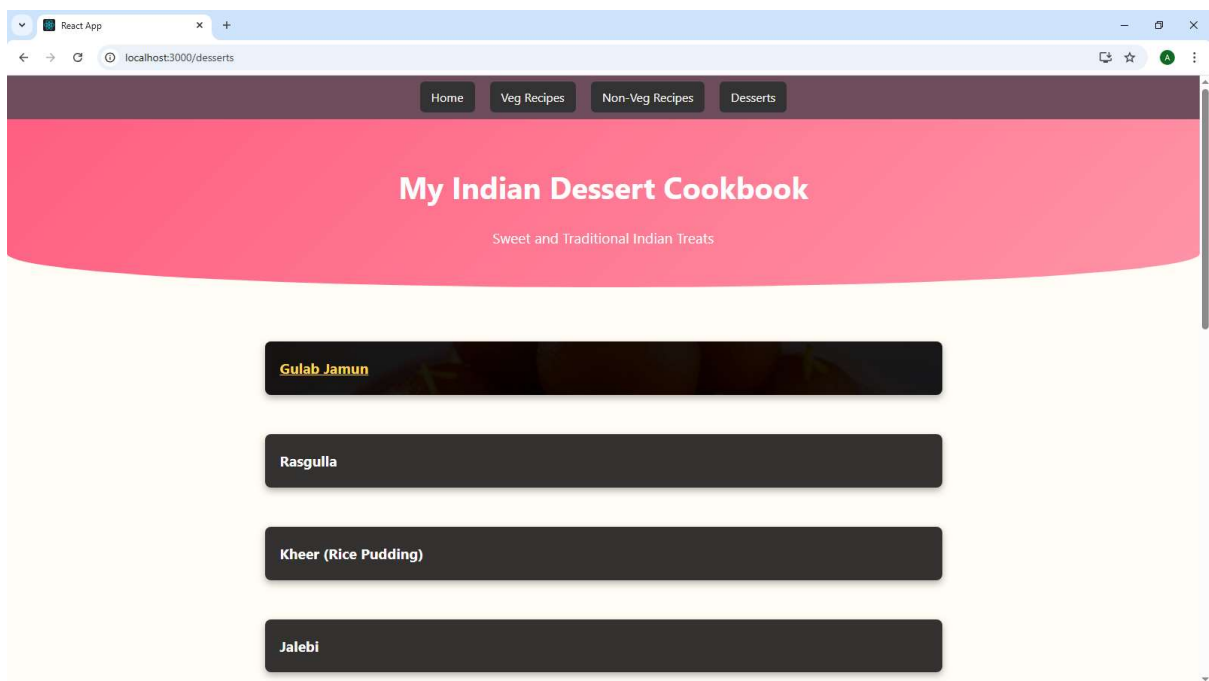 React App
localhost:3000/desserts
A
Home Veg Recipes Non-Veg Recipes Desserts
My Indian Dessert Cookbook
Sweet and Traditional Indian Treats
Gulab Jamun
Rasgulla
Kheer (Rice Pudding)
Jalebi